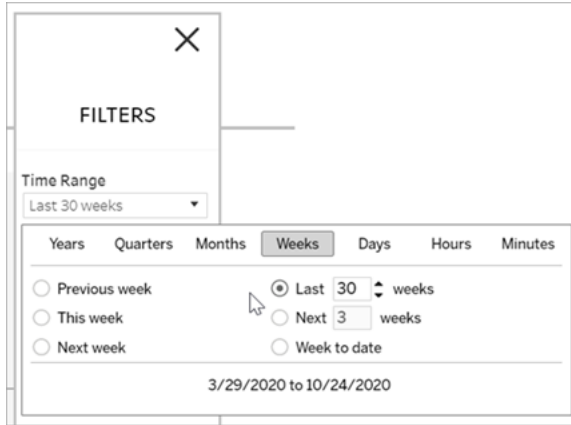 FILTERS
Time Range
Last 30 weeks
Years Quarters Months Weeks Days Hours Minutes
Previous week Last 30 weeks
This week Next 3 weeks
Next week Week to date
3/29/2020 to 10/24/2020